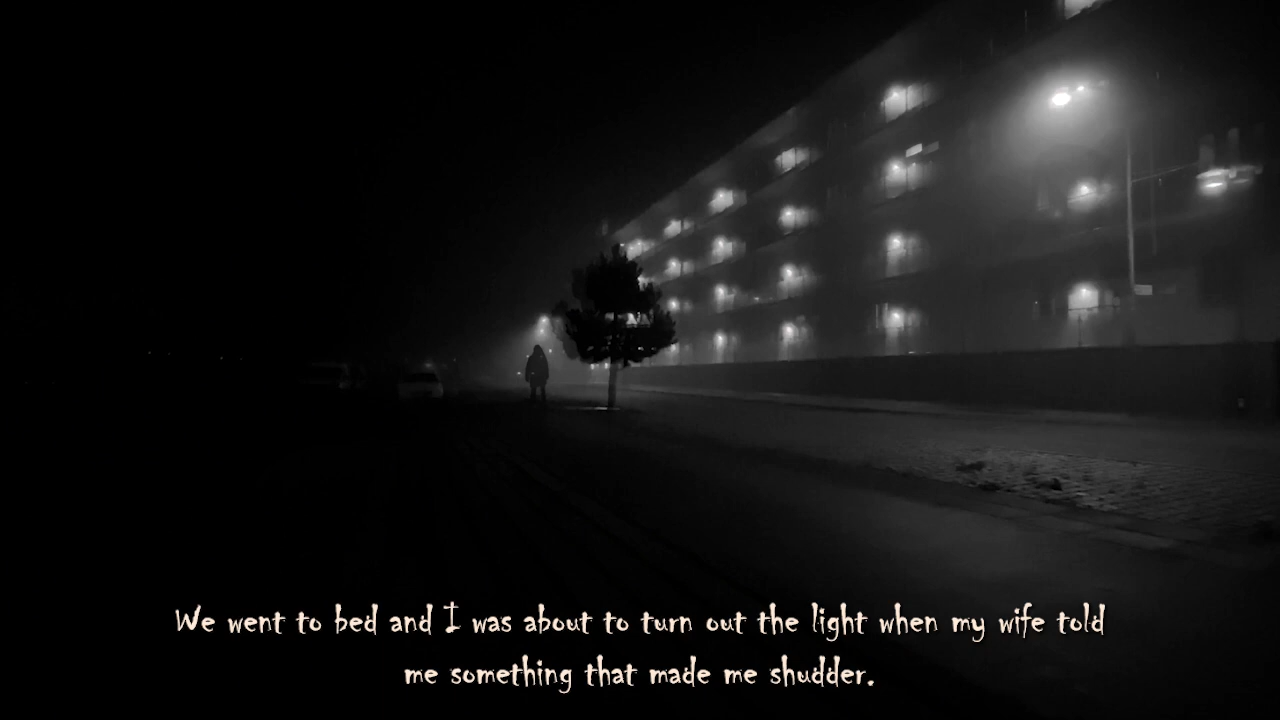 We went to bed and I was about to turn out the light when my wife told
me something that made me shudder.